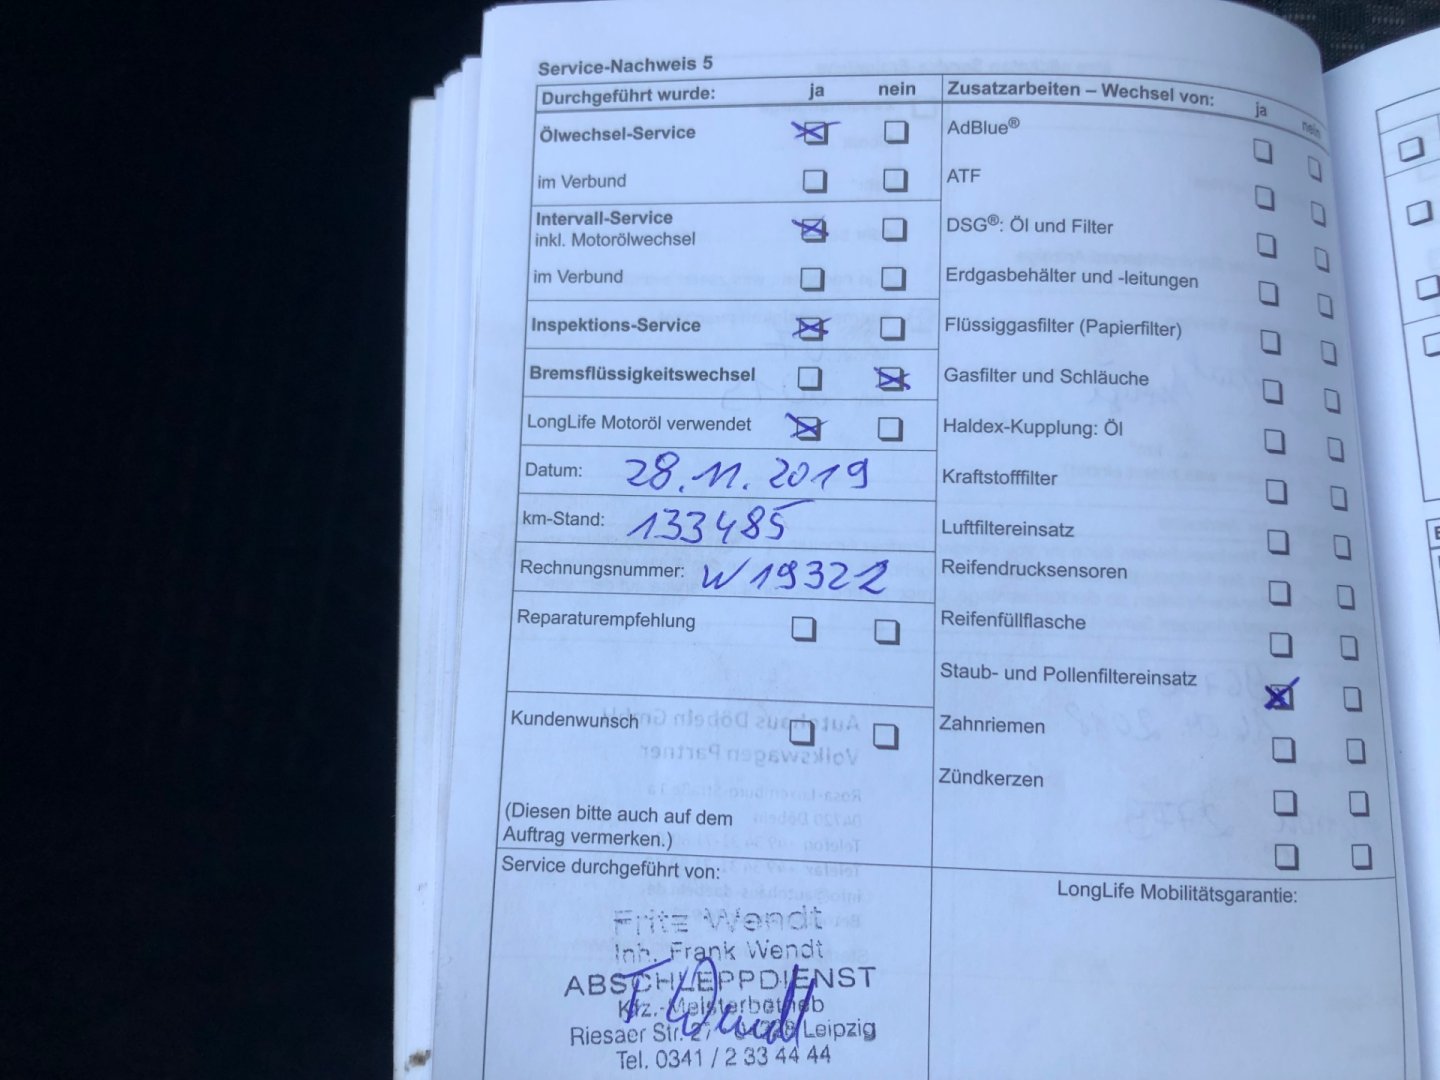 Service-Nachweis 5
Durchgeführt wurde: ja nein
Ölwechsel-Service
im Verbund
Intervall-Service
inkl. Motorölwechsel
im Verbund
Inspektions-Service
Bremsflüssigkeitswechsel
LongLife Motoröl verwendet
Datum: 28.11.2019
km-Stand: 133485
Rechnungsnummer: W19322
Reparaturempfehlung
Kundenwunsch
(Diesen bitte auch auf dem
Auftrag vermerken.)
Service durchgeführt von:
Fritz Wendt
Inh. Frank Wendt
ABSCHLEPPDIENST
Kfz.-Meisterbetrieb
Riesaer Str. 27 04328 Leipzig
Tel. 0341 / 2 33 44 44
Zusatzarbeiten – Wechsel von: ja nein
AdBlue®
ATF
DSG®: Öl und Filter
Erdgasbehälter und -leitungen
Flüssiggasfilter (Papierfilter)
Gasfilter und Schläuche
Haldex-Kupplung: Öl
Kraftstofffilter
Luftfiltereinsatz
Reifendrucksensoren
Reifenfüllflasche
Staub- und Pollenfiltereinsatz
Zahnriemen
Zündkerzen
LongLife Mobilitätsgarantie: